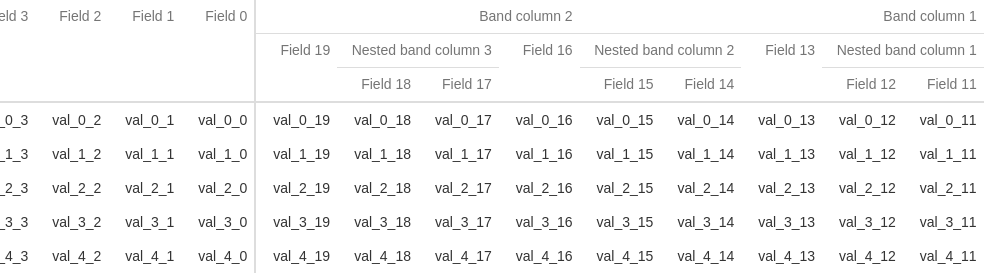 eld 3 Field 2 Field 1 Field 0 Band column 2 Band column 1
Field 19 Nested band column 3 Field 16 Nested band column 2 Field 13 Nested band column 1
Field 18 Field 17 Field 15 Field 14 Field 12 Field 11
_0_3 val_0_2 val_0_1 val_0_0 val_0_19 val_0_18 val_0_17 val_0_16 val_0_15 val_0_14 val_0_13 val_0_12 val_0_11
_1_3 val_1_2 val_1_1 val_1_0 val_1_19 val_1_18 val_1_17 val_1_16 val_1_15 val_1_14 val_1_13 val_1_12 val_1_11
_2_3 val_2_2 val_2_1 val_2_0 val_2_19 val_2_18 val_2_17 val_2_16 val_2_15 val_2_14 val_2_13 val_2_12 val_2_11
_3_3 val_3_2 val_3_1 val_3_0 val_3_19 val_3_18 val_3_17 val_3_16 val_3_15 val_3_14 val_3_13 val_3_12 val_3_11
_4_3 val_4_2 val_4_1 val_4_0 val_4_19 val_4_18 val_4_17 val_4_16 val_4_15 val_4_14 val_4_13 val_4_12 val_4_11